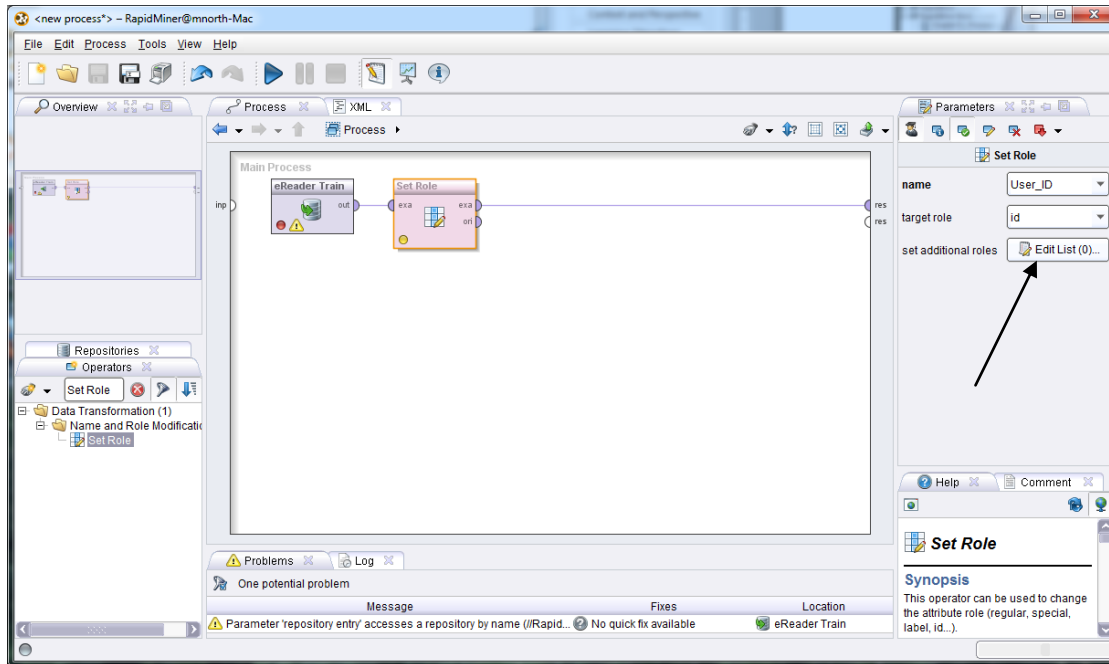 <new process*> – RapidMiner@mnorth-Mac
File Edit Process Tools View Help
Overview
Process
XML
Parameters
Process
Set Role
Main Process
eReader Train
Set Role
name
User_ID
inp
out
exa
exa
res
ori
res
target role
id
set additional roles
Edit List (0)...
Repositories
Operators
Set Role
Data Transformation (1)
Name and Role Modificatio
Set Role
Help
Comment
Set Role
Problems
Log
One potential problem
Synopsis
This operator can be used to change
the attribute role (regular, special,
label, id...).
Message Fixes Location
Parameter 'repository entry' accesses a repository by name (//Rapid... No quick fix available eReader Train